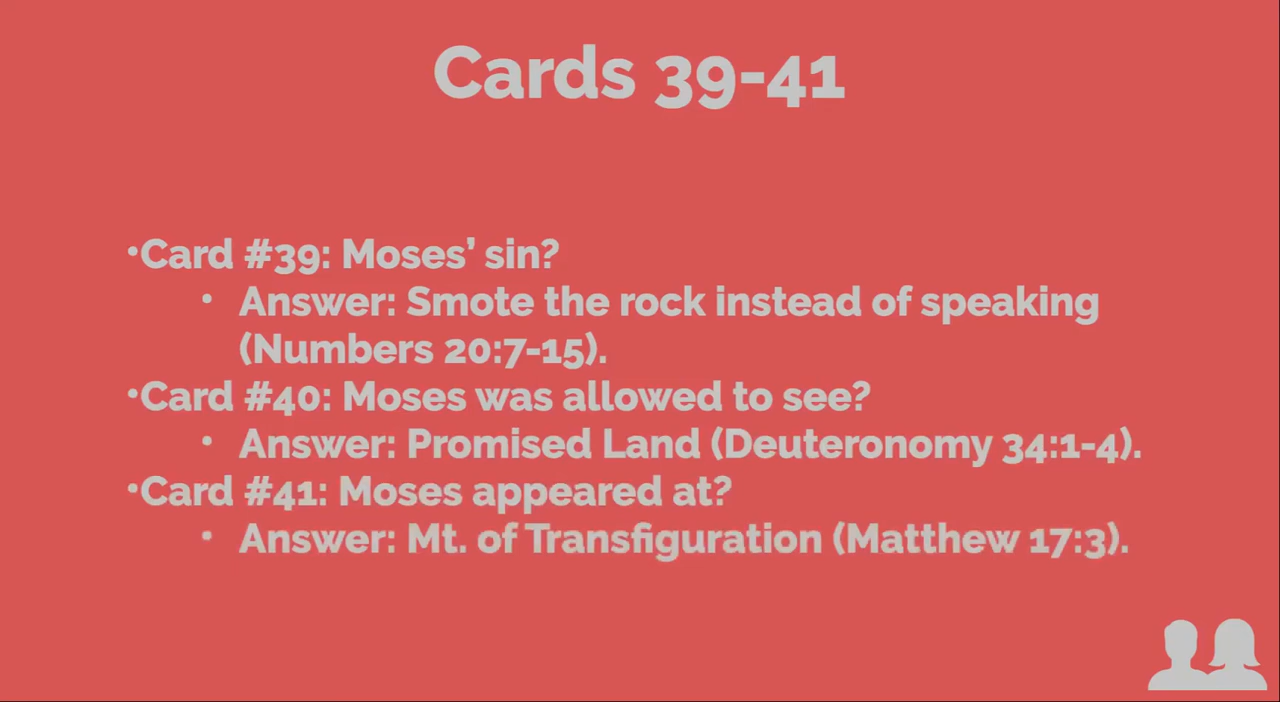 Cards 39-41
•Card #39: Moses’ sin?
• Answer: Smote the rock instead of speaking
(Numbers 20:7-15).
•Card #40: Moses was allowed to see?
• Answer: Promised Land (Deuteronomy 34:1-4).
•Card #41: Moses appeared at?
• Answer: Mt. of Transfiguration (Matthew 17:3).